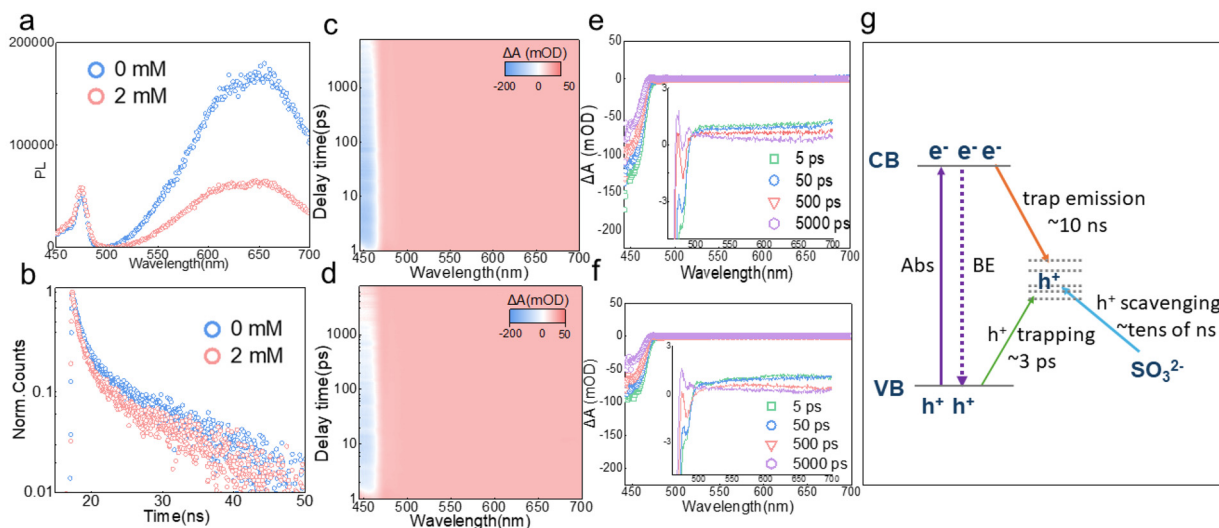 a
200000
100000
0
PL
0 mM
2 mM
450
500
550
600
650
700
Wavelength(nm)
b
1
0.1
0.01
Norm.Counts
0 mM
2 mM
20
30
40
50
Time(ns)
c
ΔA (mOD)
-200
0
50
1000
100
10
1
Delay time(ps)
450
500
550
600
650
700
Wavelength(nm)
d
ΔA(mOD)
-200
0
50
1000
100
10
1
Delay time(ps)
450
500
550
600
650
700
Wavelength(nm)
e
50
0
-50
-100
-150
-200
ΔA (mOD)
3
-3
500
600
700
5 ps
50 ps
500 ps
5000 ps
450
500
550
600
650
700
Wavelength(nm)
f
50
0
-50
-100
-150
-200
ΔA (mOD)
3
0
-3
500
600
700
5 ps
50 ps
500 ps
5000 ps
450
500
550
600
650
700
Wavelength(nm)
g
CB
e⁻ e⁻ e⁻
trap emission
~10 ns
Abs
BE
h⁺
h⁺ scavenging
~tens of ns
h⁺ trapping
~3 ps
SO₃²⁻
VB
h⁺ h⁺